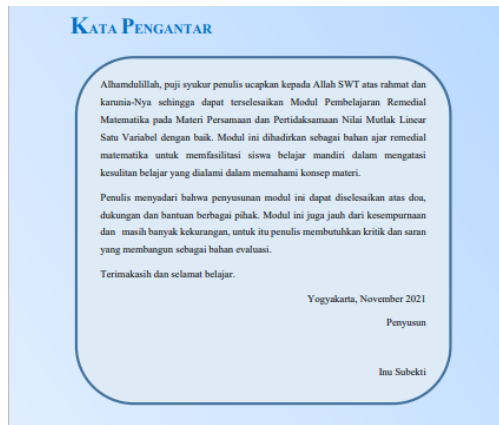 KATA PENGANTAR
Alhamdulillah, puji syukur penulis ucapkan kepada Allah SWT atas rahmat dan
karunia-Nya sehingga dapat terselesaikan Modul Pembelajaran Remedial
Matematika pada Materi Persamaan dan Pertidaksamaan Nilai Mutlak Linear
Satu Variabel dengan baik. Modul ini dihadirkan sebagai bahan ajar remedial
matematika untuk memfasilitasi siswa belajar mandiri dalam mengatasi
kesulitan belajar yang dialami dalam memahami konsep materi.
Penulis menyadari bahwa penyusunan modul ini dapat diselesaikan atas doa,
dukungan dan bantuan berbagai pihak. Modul ini juga jauh dari kesempurnaan
dan masih banyak kekurangan, untuk itu penulis membutuhkan kritik dan saran
yang membangun sebagai bahan evaluasi.
Terimakasih dan selamat belajar.
Yogyakarta, November 2021
Penyusun
Inu Subekti